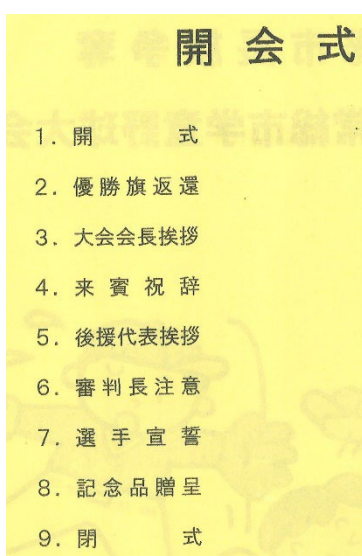 開会式
1. 開式
2. 優勝旗返還
3. 大会会長挨拶
4. 来賓祝辞
5. 後援代表挨拶
6. 審判長注意
7. 選手宣誓
8. 記念品贈呈
9. 閉式